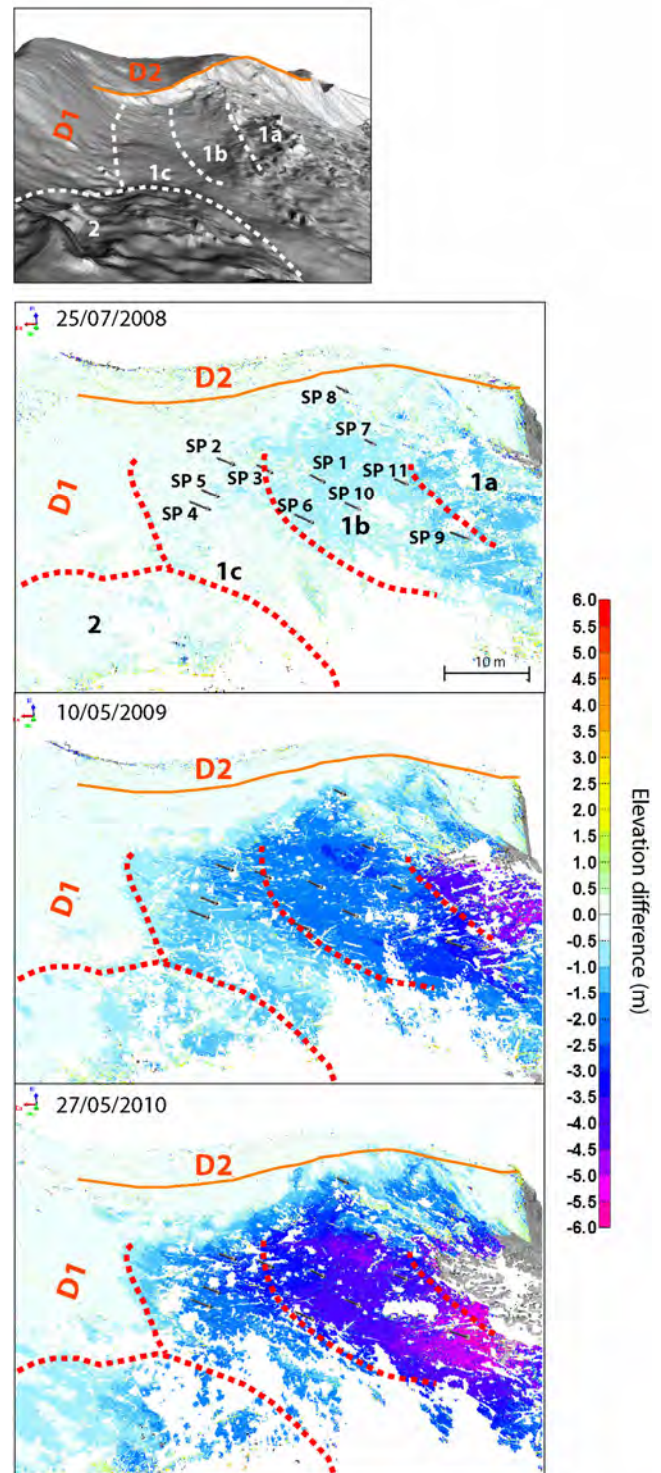 D2
D1
1a
1b
1c
2
25/07/2008
D2
SP 8
SP 7
SP 2
SP 1
SP 11
SP 3
1a
SP 5
D1
SP 10
SP 4
SP 6
1b
SP 9
1c
2
10 m
10/05/2009
D2
D1
27/05/2010
D2
D1
6.0
5.5
5.0
4.5
4.0
3.5
3.0
2.5
2.0
1.5
1.0
0.5
0.0
-0.5
-1.0
-1.5
-2.0
-2.5
-3.0
-3.5
-4.0
-4.5
-5.0
-5.5
-6.0
Elevation difference (m)